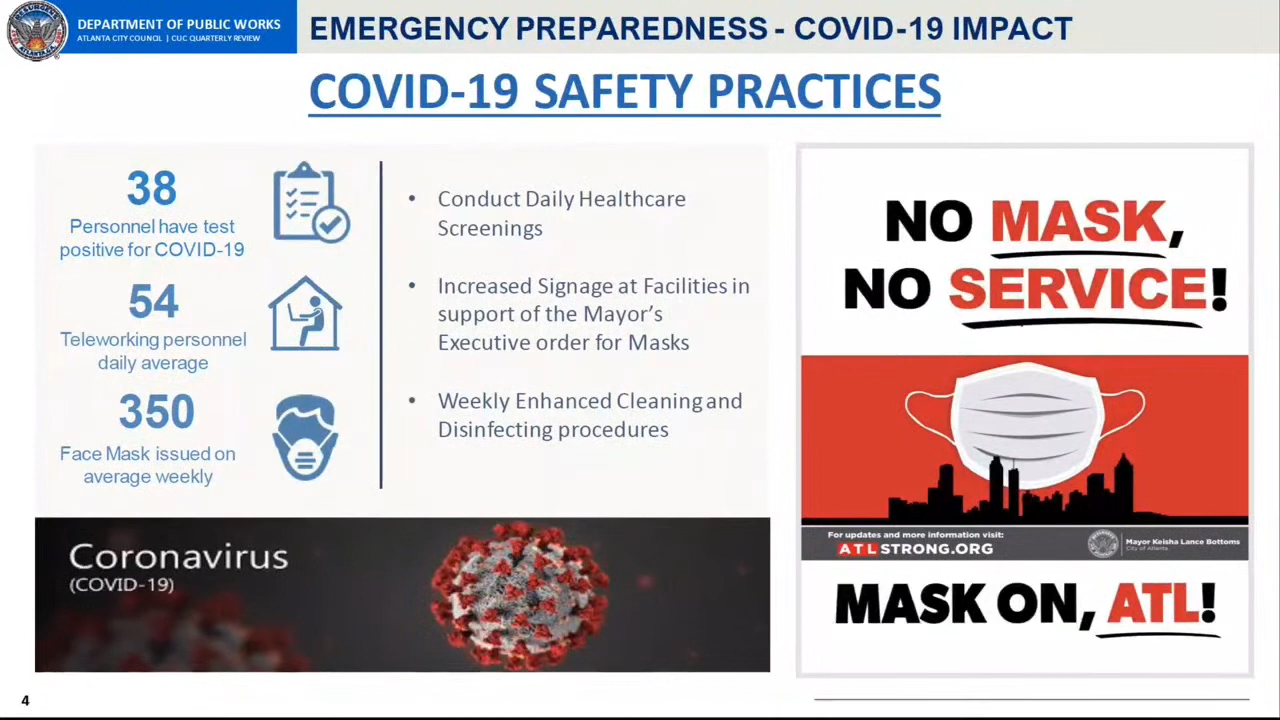 DEPARTMENT OF PUBLIC WORKS
ATLANTA CITY COUNCIL | CUC QUARTERLY REVIEW
EMERGENCY PREPAREDNESS - COVID-19 IMPACT
COVID-19 SAFETY PRACTICES
38
Personnel have test
positive for COVID-19
54
Teleworking personnel
daily average
350
Face Mask issued on
average weekly
• Conduct Daily Healthcare
Screenings
• Increased Signage at Facilities in
support of the Mayor's
Executive order for Masks
• Weekly Enhanced Cleaning and
Disinfecting procedures
Coronavirus
(COVID-19)
NO MASK,
NO SERVICE!
For updates and more information visit:
ATLSTRONG.ORG
Mayor Keisha Lance Bottoms
City of Atlanta
MASK ON, ATL!
4